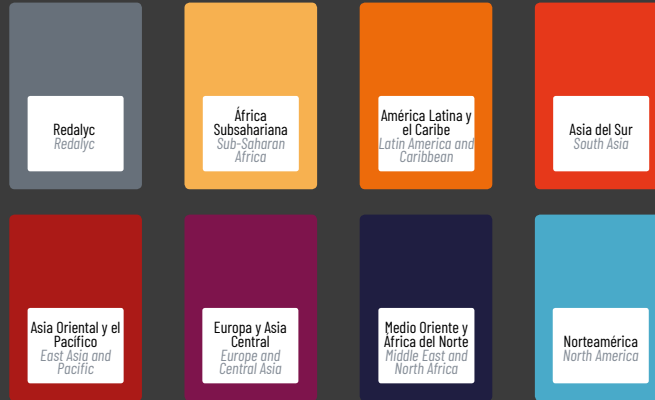 Redalyc
Redalyc
África
Subsahariana
Sub-Saharan
Africa
América Latina y
el Caribe
Latin America and
Caribbean
Asia del Sur
South Asia
Asia Oriental y el
Pacífico
East Asia and
Pacific
Europa y Asia
Central
Europe and
Central Asia
Medio Oriente y
África del Norte
Middle East and
North Africa
Norteamérica
North America